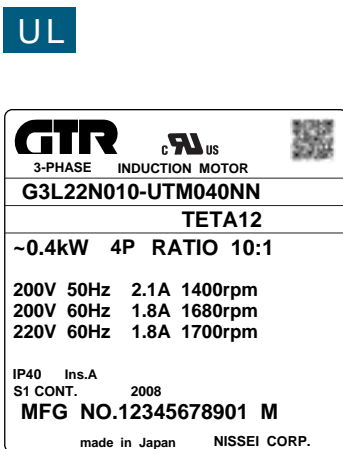 UL
GTR
c RU US
3-PHASE INDUCTION MOTOR
G3L22N010-UTM040NN
TETA12
~0.4kW 4P RATIO 10:1
200V 50Hz 2.1A 1400rpm
200V 60Hz 1.8A 1680rpm
220V 60Hz 1.8A 1700rpm
IP40 Ins.A
S1 CONT. 2008
MFG NO.12345678901 M
made in Japan NISSEI CORP.